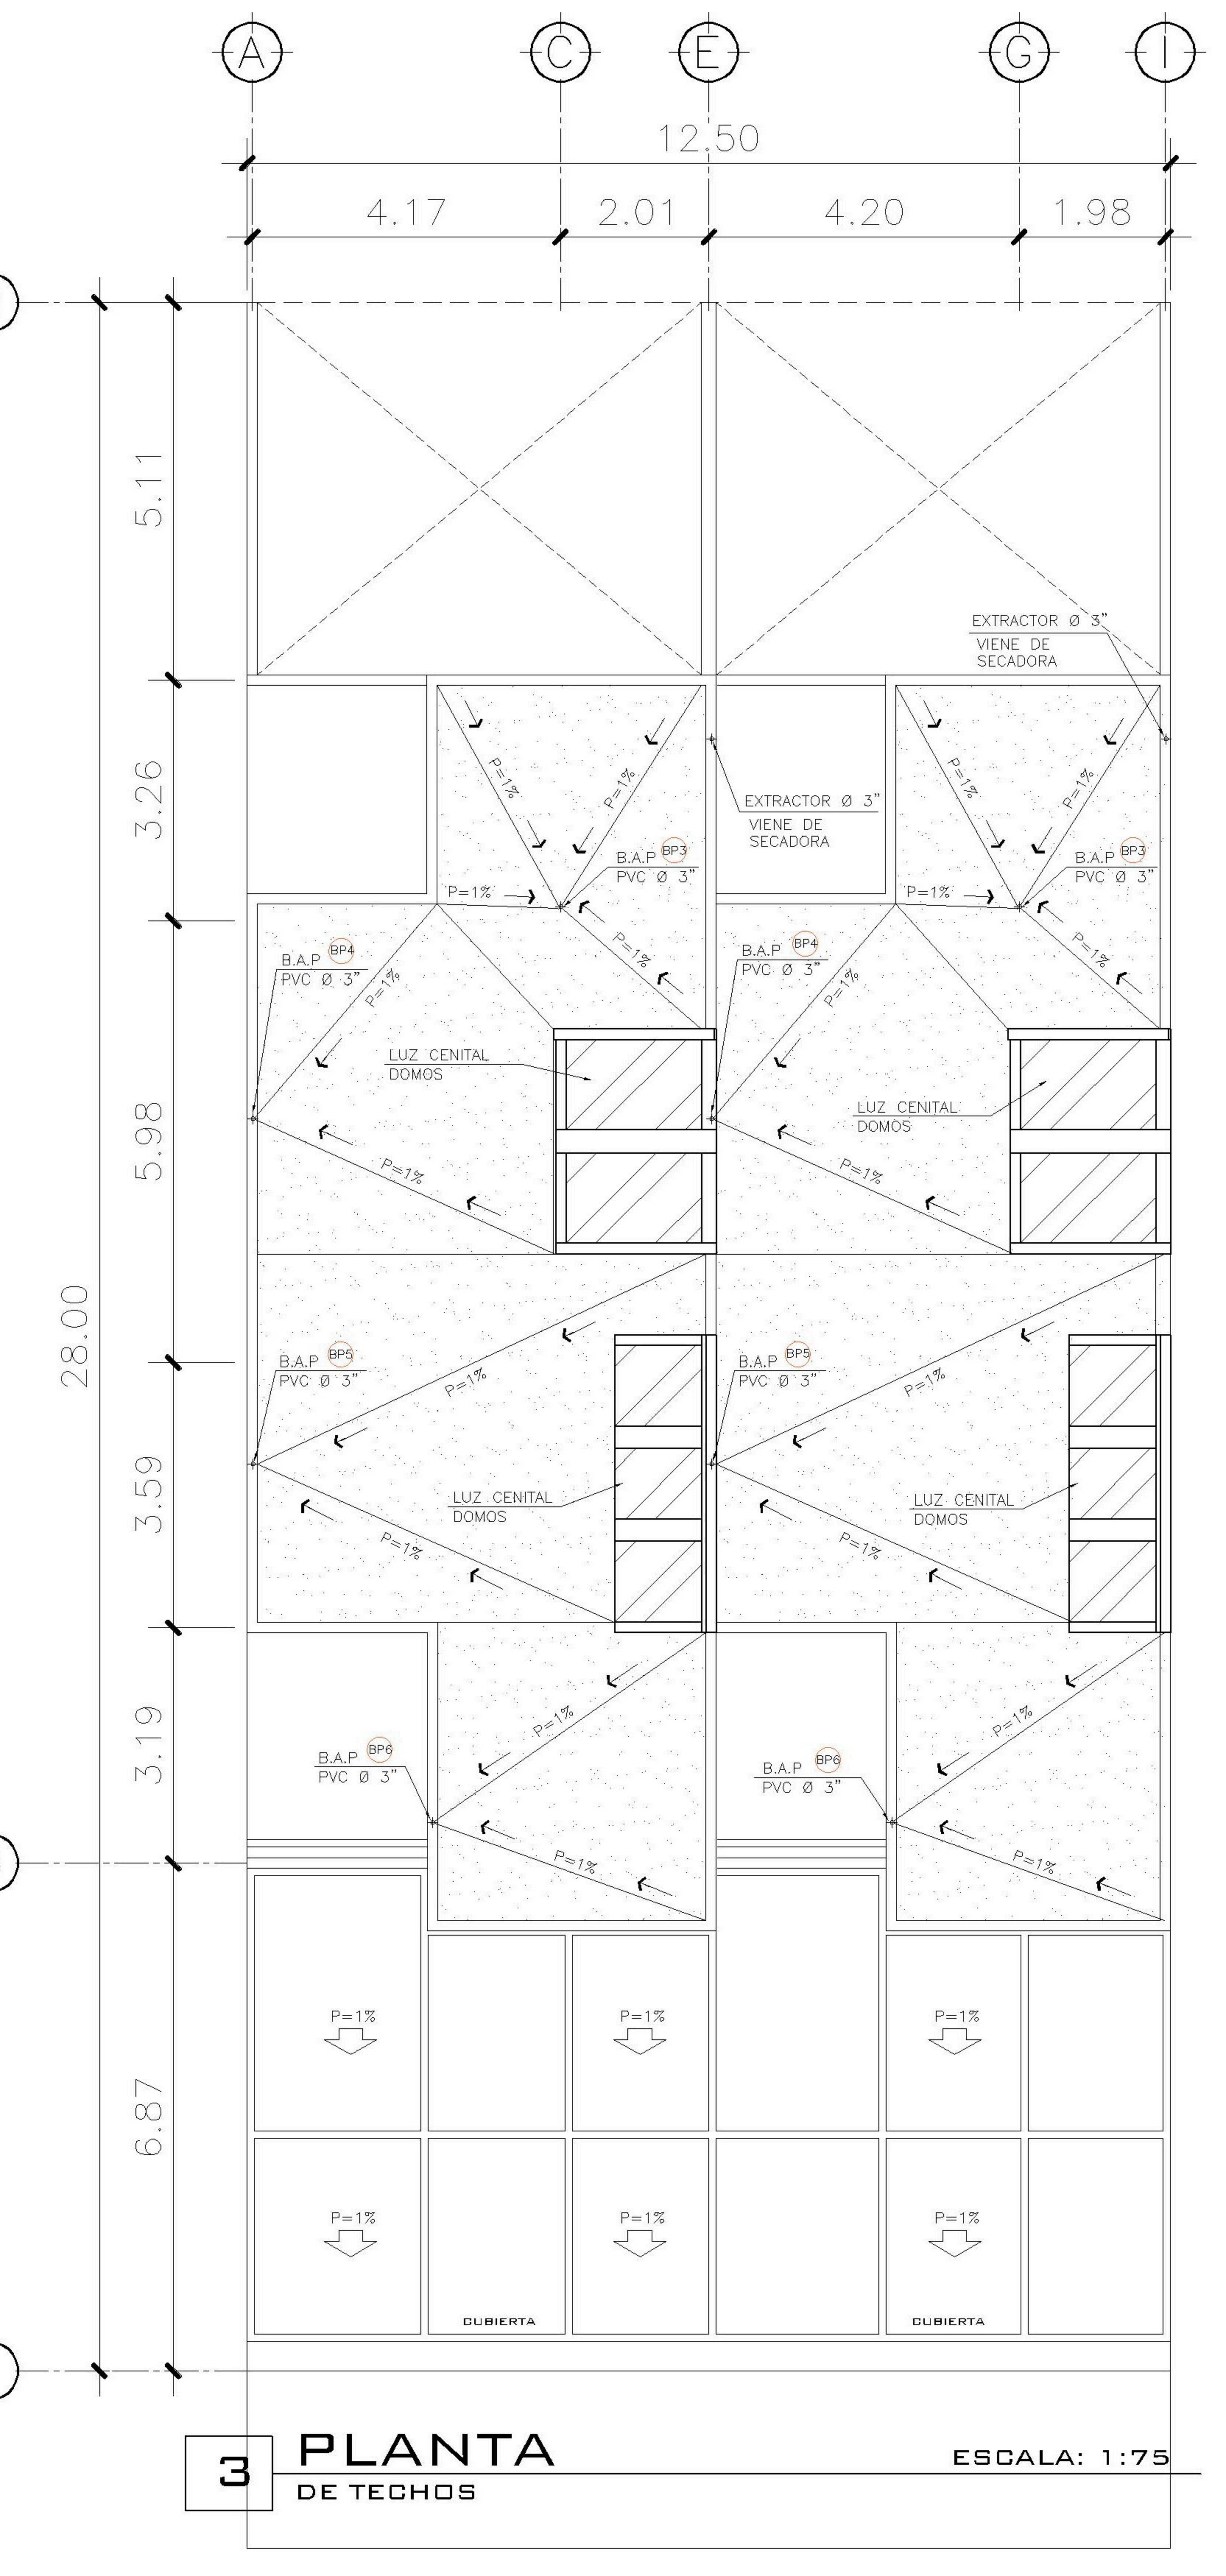 A C E G I
12.50
4.17 2.01 4.20 1.98
5.11
EXTRACTOR Ø 3"
VIENE DE
SECADORA
3.26
P=1% P=1% P=1% P=1%
EXTRACTOR Ø 3"
VIENE DE
SECADORA
B.A.P BP3
PVC Ø 3"
B.A.P BP3
PVC Ø 3"
P=1% P=1%
P=1% P=1%
B.A.P BP4
PVC Ø 3"
B.A.P BP4
PVC Ø 3"
P=1% P=1%
LUZ CENITAL
DOMOS
LUZ CENITAL
DOMOS
5.98
P=1% P=1%
28.00
B.A.P BP5
PVC Ø 3"
B.A.P BP5
PVC Ø 3"
P=1% P=1%
3.59
LUZ CENITAL
DOMOS
LUZ CENITAL
DOMOS
P=1% P=1%
3.19
P=1% P=1%
B.A.P BP6
PVC Ø 3"
B.A.P BP6
PVC Ø 3"
P=1% P=1%
6.87
P=1% P=1% P=1%
P=1% P=1% P=1%
CUBIERTA CUBIERTA
3 PLANTA
DE TECHOS
ESCALA: 1:75